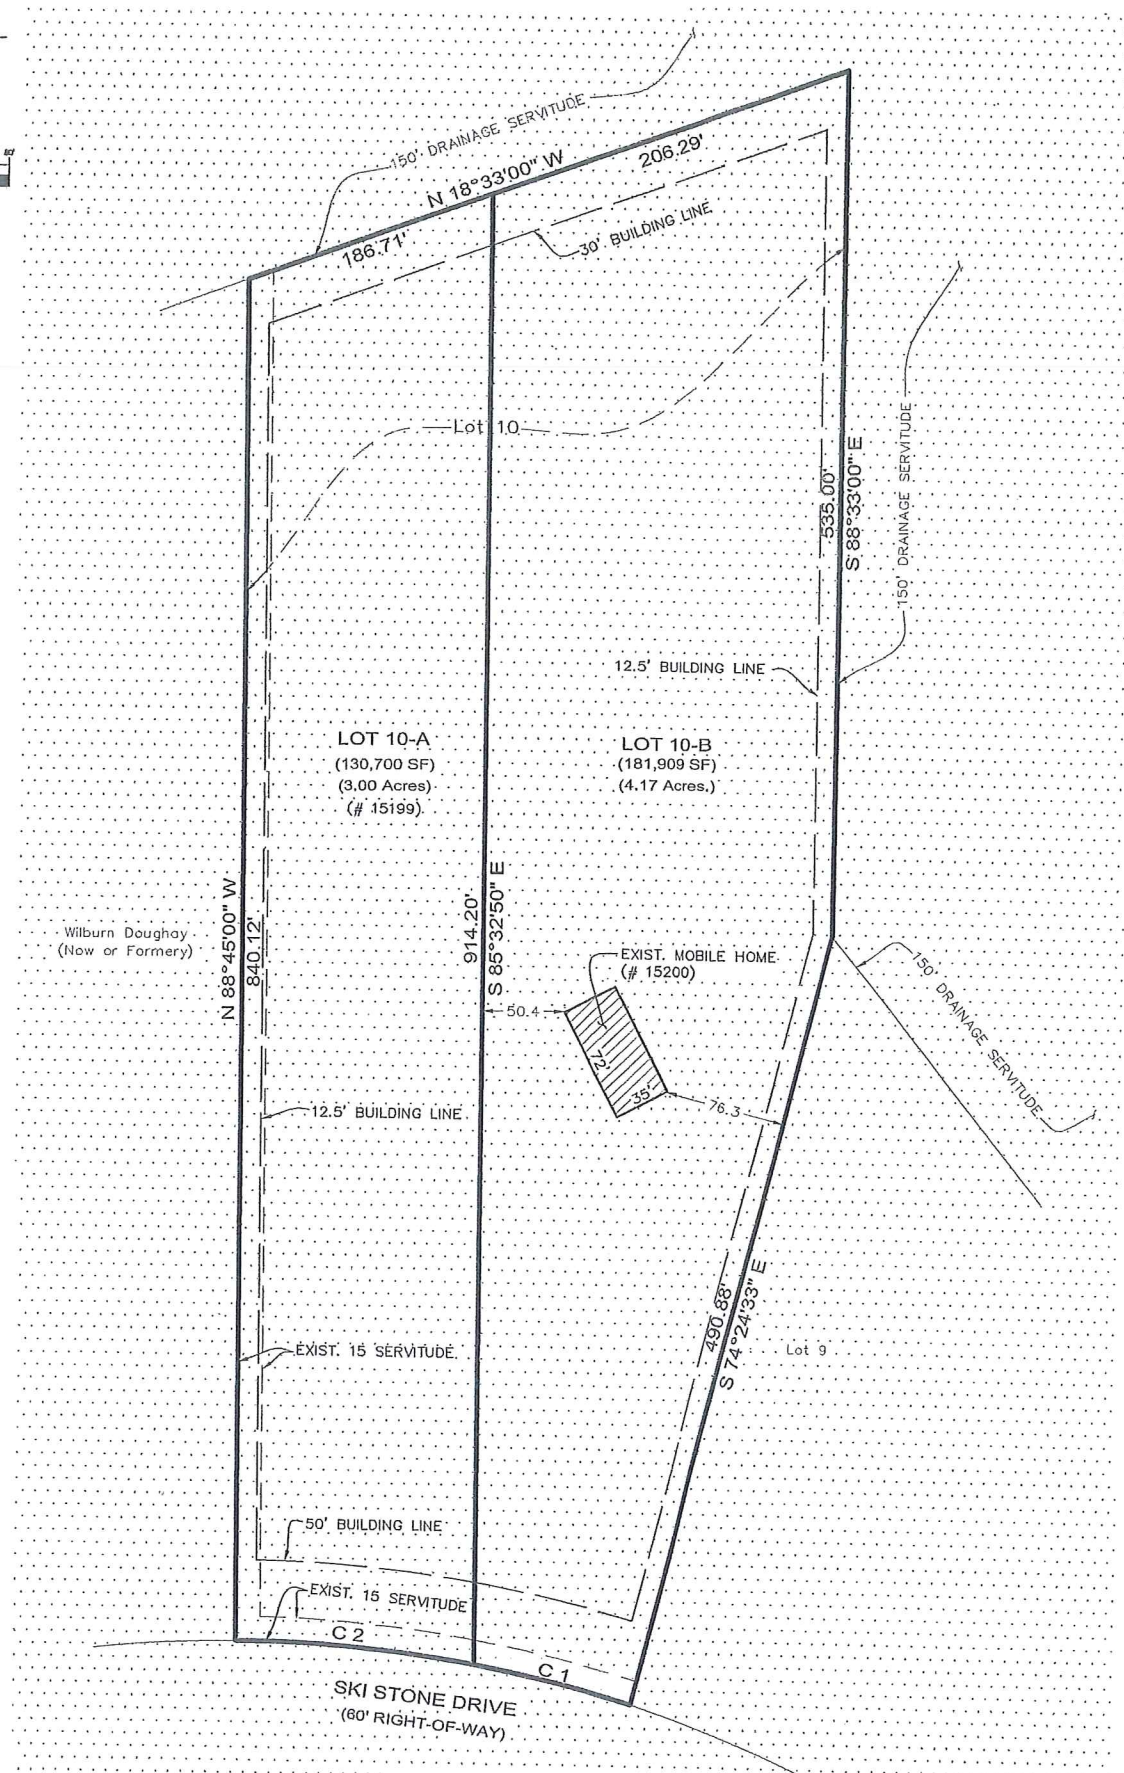 150' DRAINAGE SERVITUDE
N 18°33'00" W
206.29'
186.71'
30' BUILDING LINE
Lot 10
535.00'
S 88°33'00" E
150' DRAINAGE SERVITUDE
12.5' BUILDING LINE
LOT 10-A
(130,700 SF)
(3.00 Acres)
(# 15199)
LOT 10-B
(181,909 SF)
(4.17 Acres.)
N 88°45'00" W
840.12'
Wilburn Doughay
(Now or Formery)
914.20'
S 85°32'50" E
EXIST. MOBILE HOME
(# 15200)
50.4
72'
35'
76.3
150' DRAINAGE SERVITUDE
12.5' BUILDING LINE
490.88'
S 74°24'33" E
Lot 9
EXIST. 15 SERVITUDE
50' BUILDING LINE
EXIST. 15 SERVITUDE
C 2
C 1
SKI STONE DRIVE
(60' RIGHT-OF-WAY)